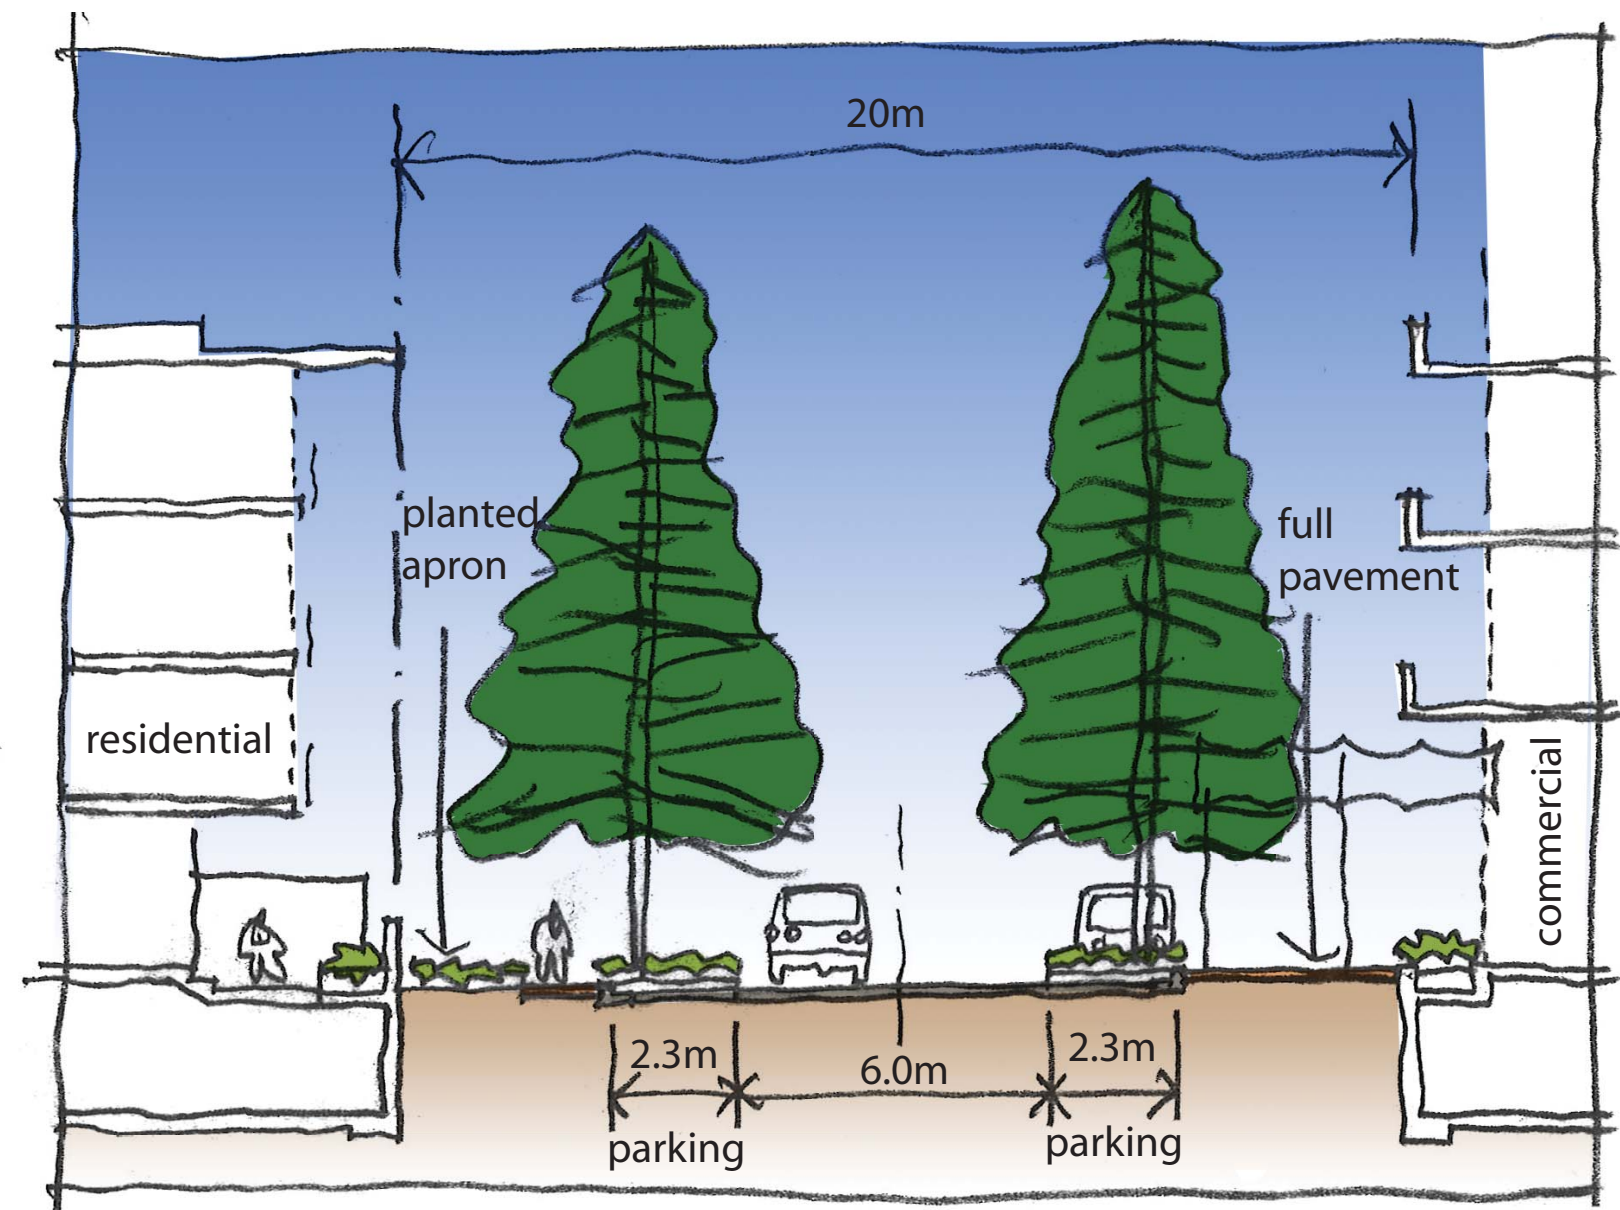 20m
planted
apron
full
pavement
residential
commercial
2.3m
6.0m
2.3m
parking
parking